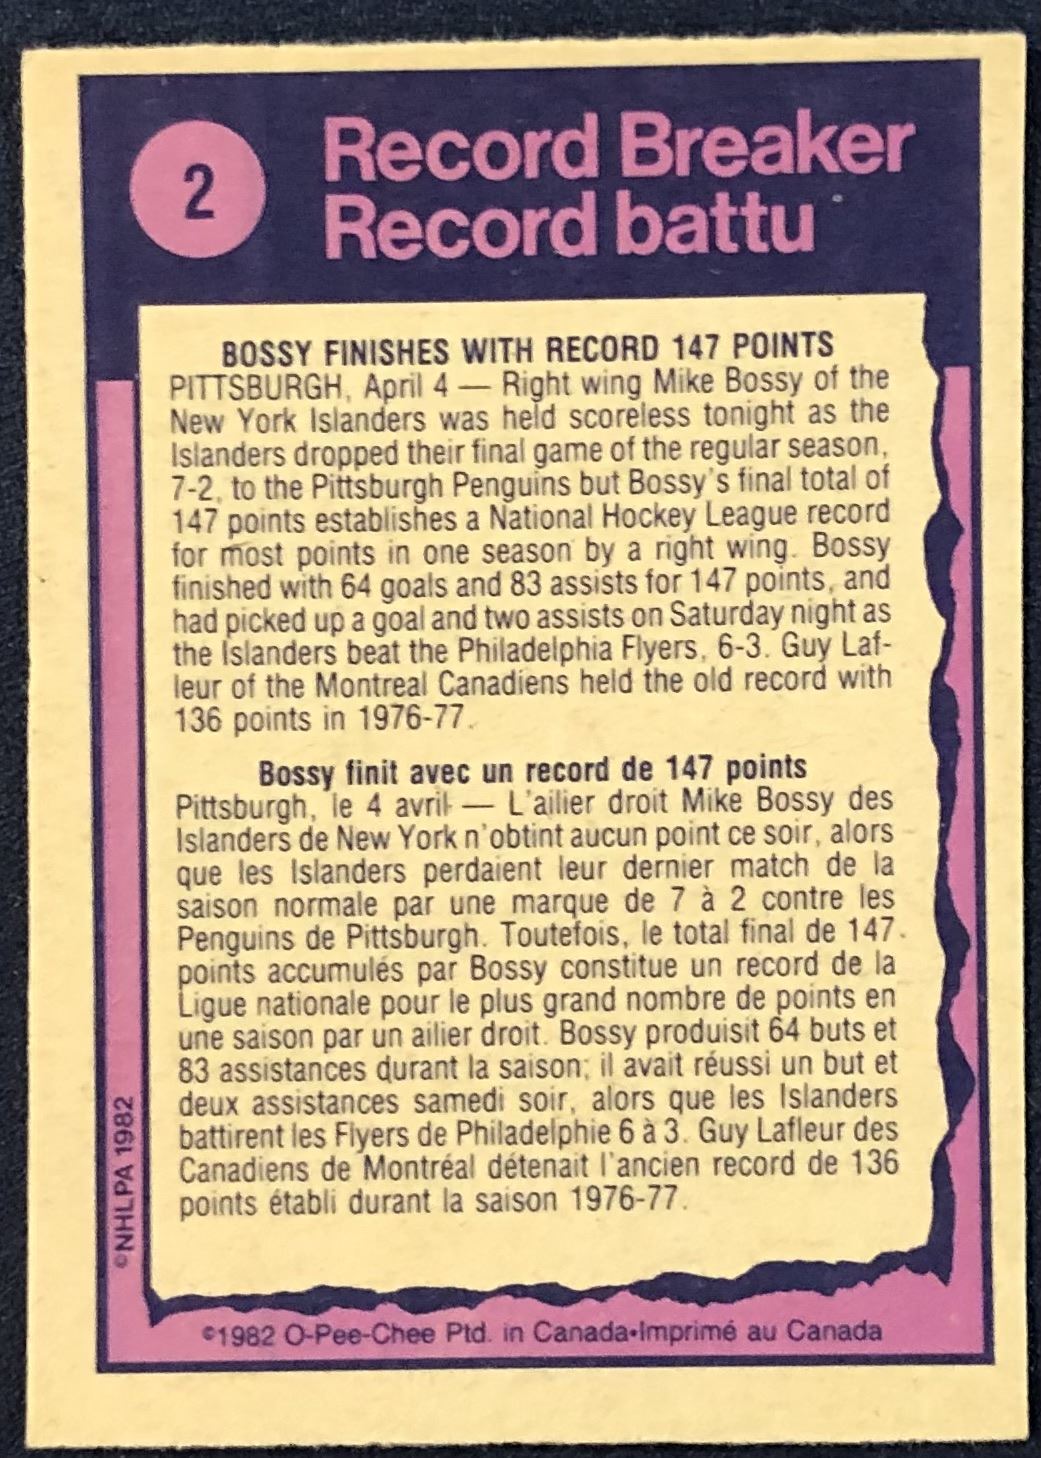 2
Record Breaker
Record battu
BOSSY FINISHES WITH RECORD 147 POINTS
PITTSBURGH, April 4 — Right wing Mike Bossy of the
New York Islanders was held scoreless tonight as the
Islanders dropped their final game of the regular season,
7-2, to the Pittsburgh Penguins but Bossy's final total of
147 points establishes a National Hockey League record
for most points in one season by a right wing. Bossy
finished with 64 goals and 83 assists for 147 points, and
had picked up a goal and two assists on Saturday night as
the Islanders beat the Philadelphia Flyers, 6-3. Guy Laf-
leur of the Montreal Canadiens held the old record with
136 points in 1976-77.
Bossy finit avec un record de 147 points
Pittsburgh, le 4 avril — L'ailier droit Mike Bossy des
Islanders de New York n'obtint aucun point ce soir, alors
que les Islanders perdaient leur dernier match de la
saison normale par une marque de 7 à 2 contre les
Penguins de Pittsburgh. Toutefois, le total final de 147
points accumulés par Bossy constitue un record de la
Ligue nationale pour le plus grand nombre de points en
une saison par un ailier droit. Bossy produisit 64 buts et
83 assistances durant la saison; il avait réussi un but et
deux assistances samedi soir, alors que les Islanders
battirent les Flyers de Philadelphie 6 à 3. Guy Lafleur des
Canadiens de Montréal détenait l'ancien record de 136
points établi durant la saison 1976-77.
©NHLPA 1982
©1982 O-Pee-Chee Ptd. in Canada•Imprimé au Canada